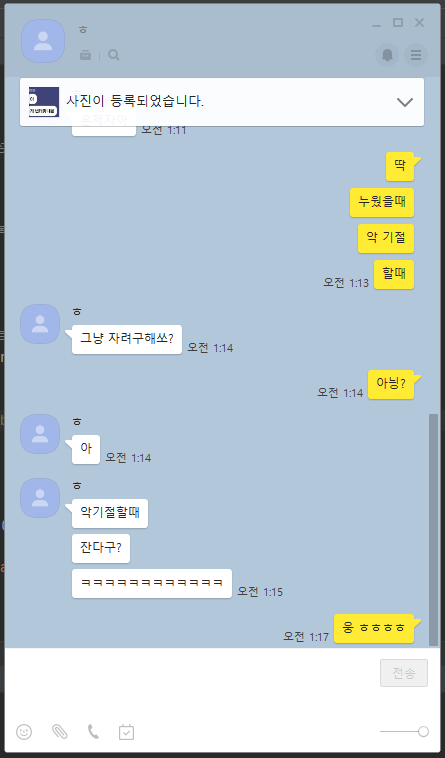 ㅎ
사진이 등록되었습니다.
오전 1:11
딱
누웠을때
악 기절
할때
오전 1:13
ㅎ
그냥 자려구해쏘?
오전 1:14
아닝?
오전 1:14
ㅎ
아
오전 1:14
ㅎ
악기절할때
잔다구?
ㅋㅋㅋㅋㅋㅋㅋㅋㅋㅋㅋㅋ
오전 1:15
웅 ㅎㅎㅎㅎ
오전 1:17
전송